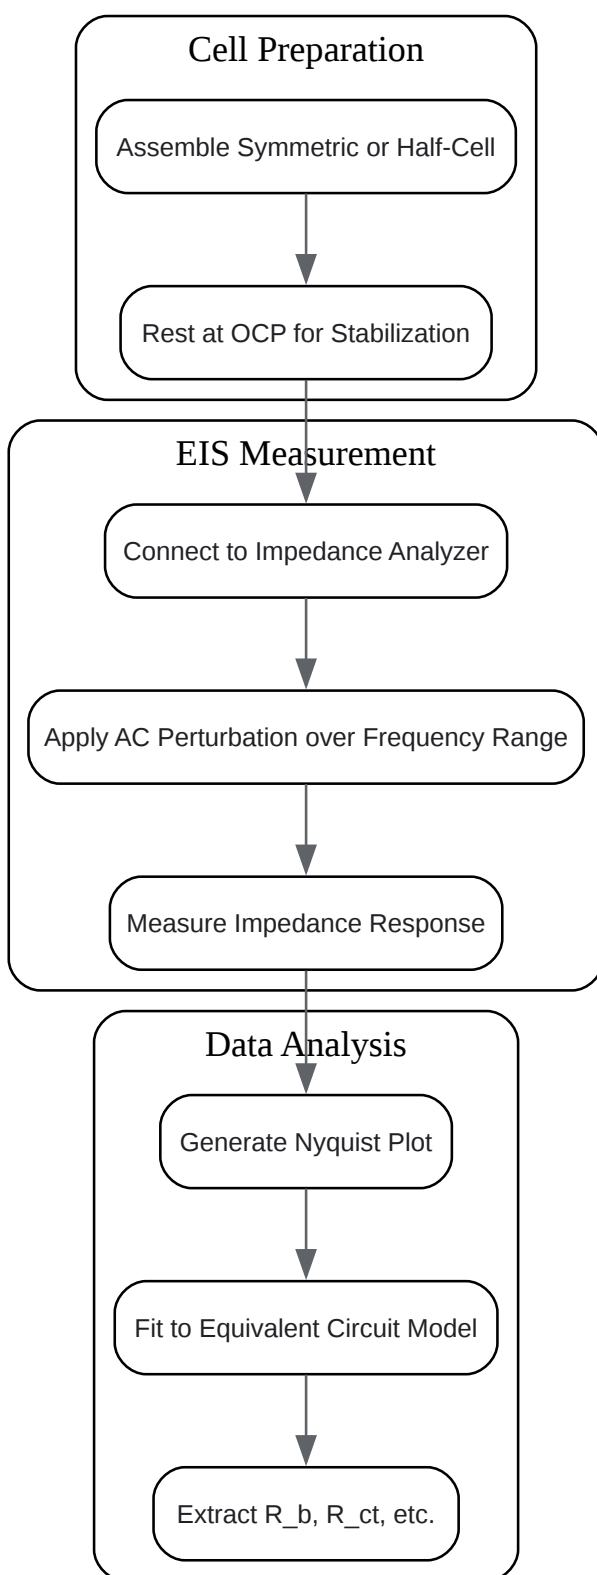 Cell Preparation
Assemble Symmetric or Half-Cell
Rest at OCP for Stabilization
EIS Measurement
Connect to Impedance Analyzer
Apply AC Perturbation over Frequency Range
Measure Impedance Response
Data Analysis
Generate Nyquist Plot
Fit to Equivalent Circuit Model
Extract R_b, R_ct, etc.